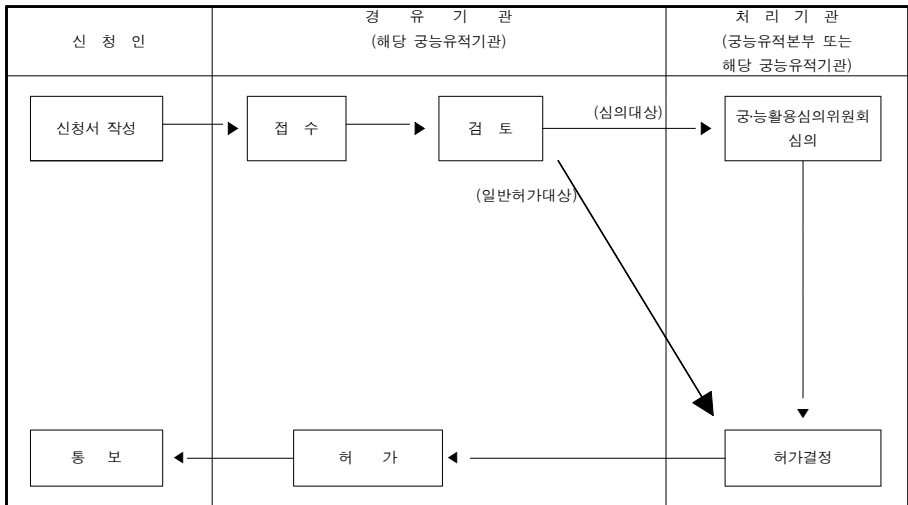 신 청 인
경 유 기 관
(해당 궁능유적기관)
처 리 기 관
(궁능유적본부 또는
해당 궁능유적기관)
신청서 작성
접 수
검 토
(심의대상)
궁·능활용심의위원회
심의
(일반허가대상)
통 보
허 가
허가결정